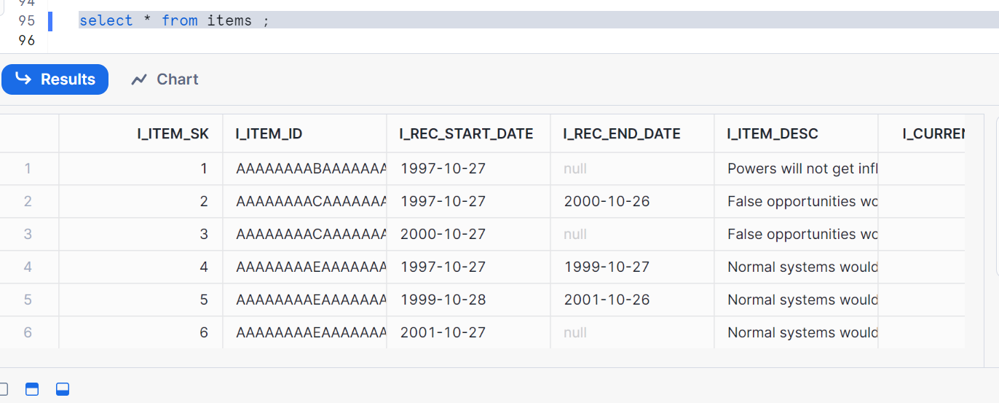 94
95 select * from items ;
96
Results Chart
I_ITEM_SK I_ITEM_ID I_REC_START_DATE I_REC_END_DATE I_ITEM_DESC I_CURREN
1 1 AAAAAAAABAAAAAAA 1997-10-27 null Powers will not get infl
2 2 AAAAAAAACAAAAAAA 1997-10-27 2000-10-26 False opportunities wo
3 3 AAAAAAAACAAAAAAA 2000-10-27 null False opportunities wo
4 4 AAAAAAAAEAAAAAAA 1997-10-27 1999-10-27 Normal systems would
5 5 AAAAAAAAEAAAAAAA 1999-10-28 2001-10-26 Normal systems would
6 6 AAAAAAAAEAAAAAAA 2001-10-27 null Normal systems would